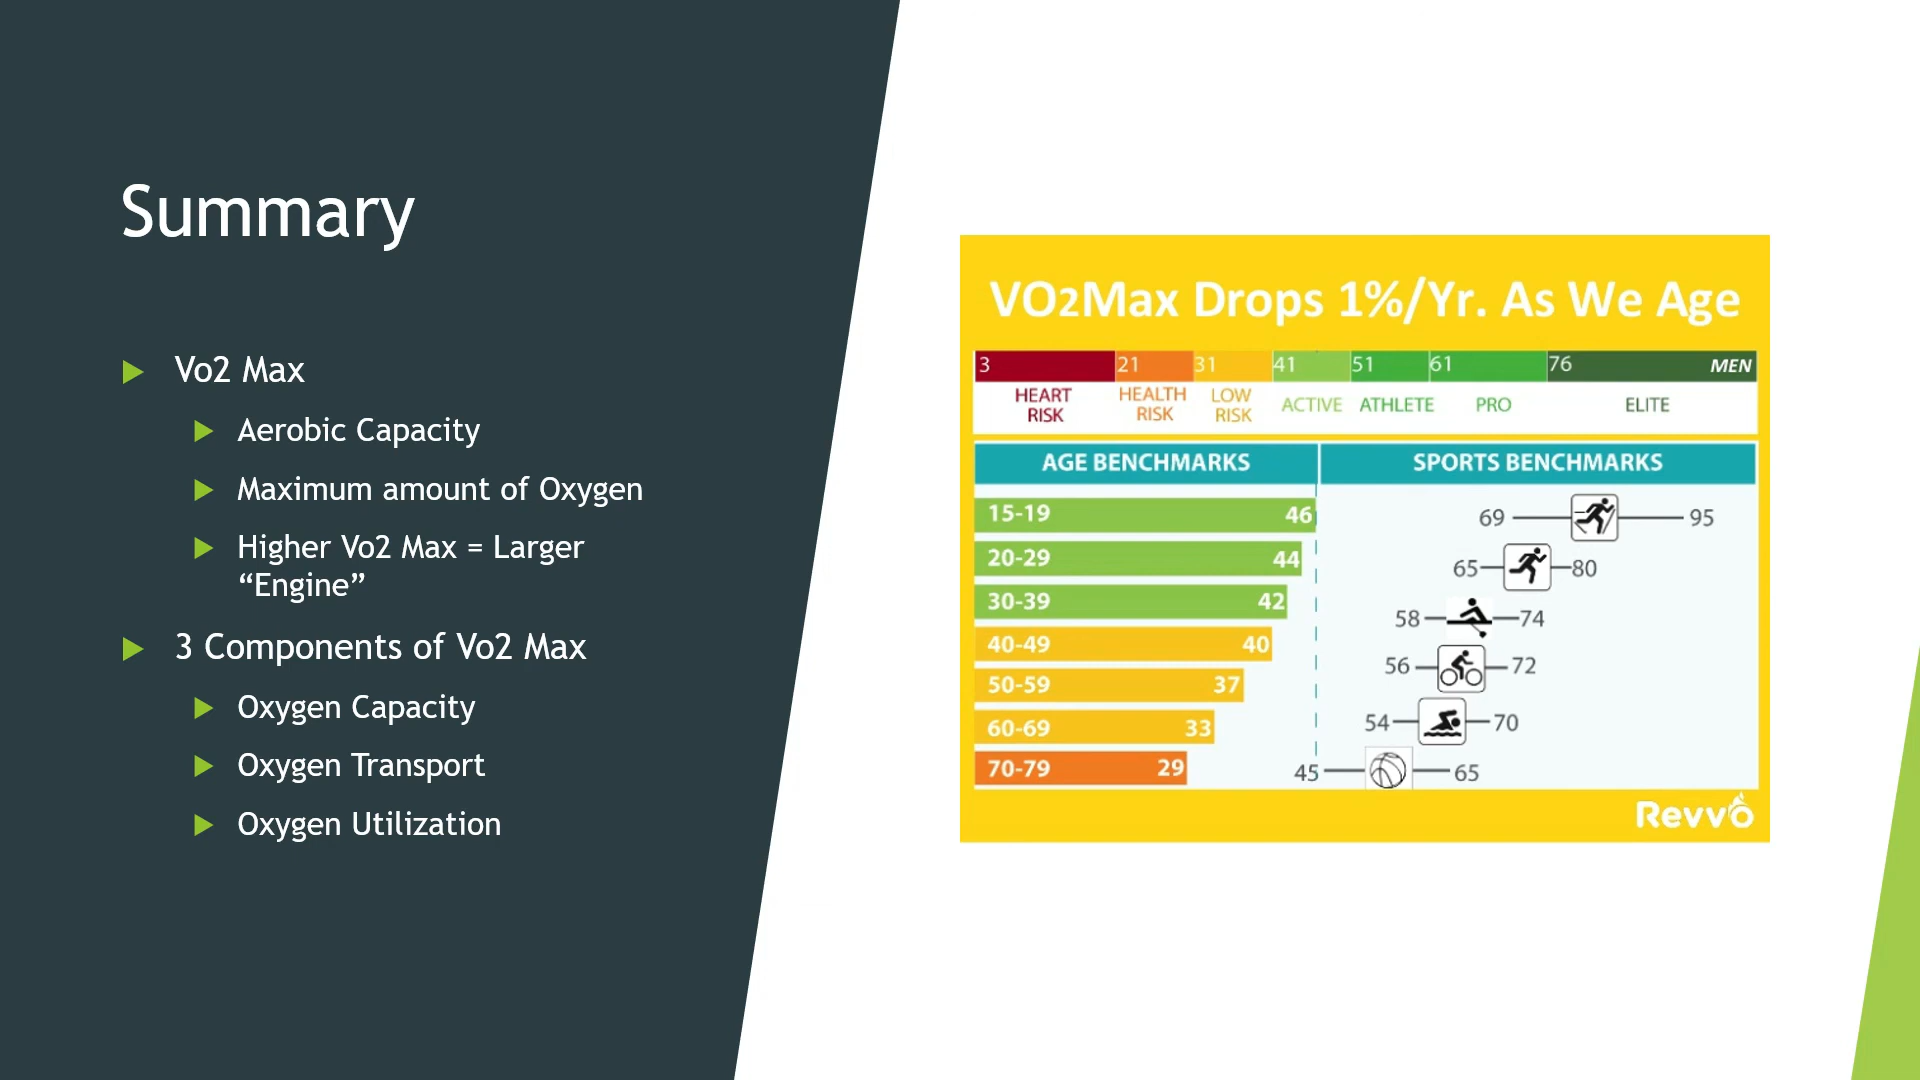 Summary
Vo2 Max
Aerobic Capacity
Maximum amount of Oxygen
Higher Vo2 Max = Larger
“Engine”
3 Components of Vo2 Max
Oxygen Capacity
Oxygen Transport
Oxygen Utilization
VO2Max Drops 1%/Yr. As We Age
3 21 31 41 51 61 76 MEN
HEART RISK HEALTH RISK LOW RISK ACTIVE ATHLETE PRO ELITE
AGE BENCHMARKS SPORTS BENCHMARKS
15-19 46 69 95
20-29 44 65 80
30-39 42 58 74
40-49 40 56 72
50-59 37
60-69 33 54 70
70-79 29 45 65
Revvo